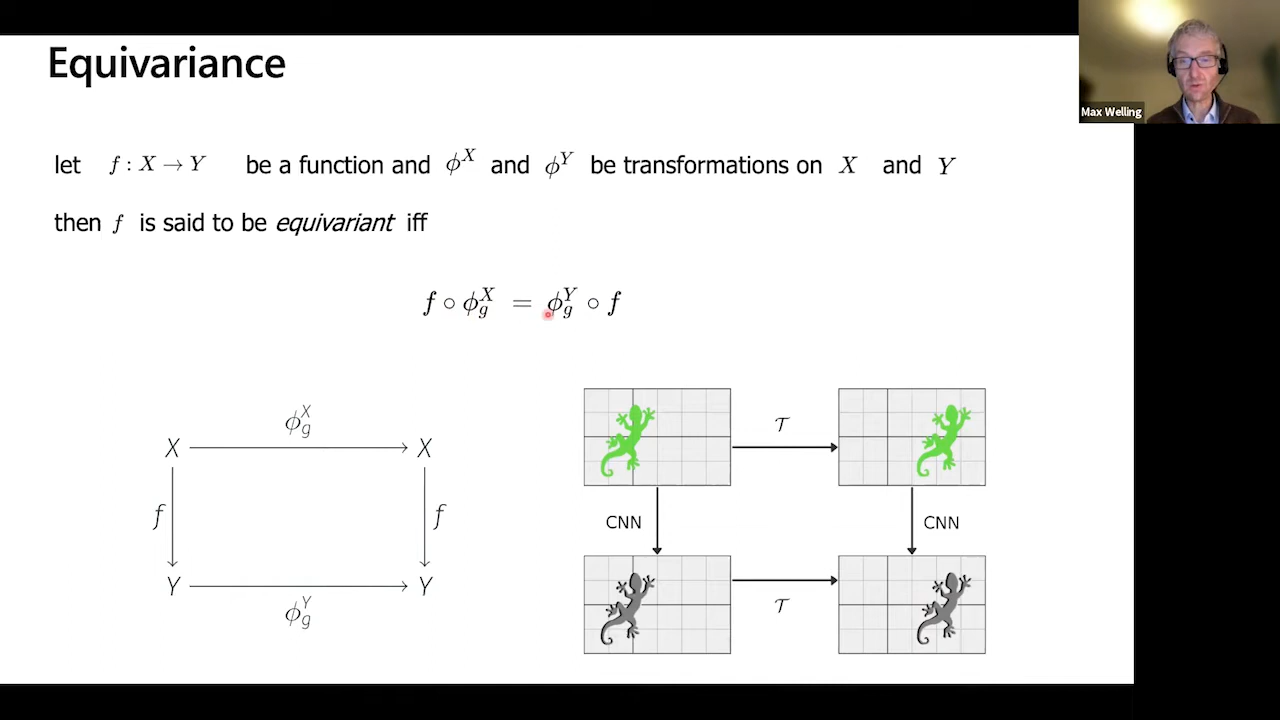 Equivariance
Max Welling
let f : X → Y be a function and ϕ^X and ϕ^Y be transformations on X and Y
then f is said to be equivariant iff
f ∘ ϕ_g^X = ϕ_g^Y ∘ f
ϕ_g^X
X X
f f
Y Y
ϕ_g^Y
𝒯
CNN CNN
𝒯